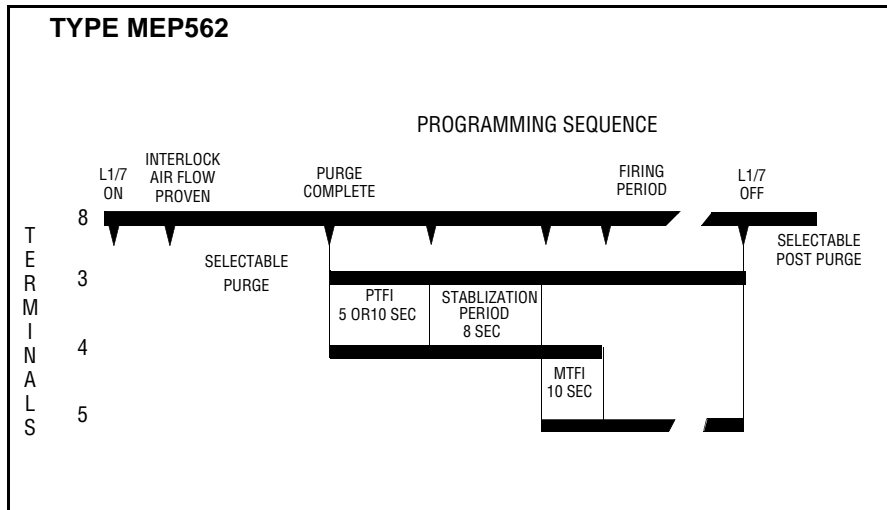 TYPE MEP562
PROGRAMMING SEQUENCE
L1/7
ON
INTERLOCK
AIR FLOW
PROVEN
PURGE
COMPLETE
FIRING
PERIOD
L1/7
OFF
TERMINALS
8
SELECTABLE
PURGE
SELECTABLE
POST PURGE
3
PTFI
5 OR10 SEC
STABLIZATION
PERIOD
8 SEC
4
MTFI
10 SEC
5